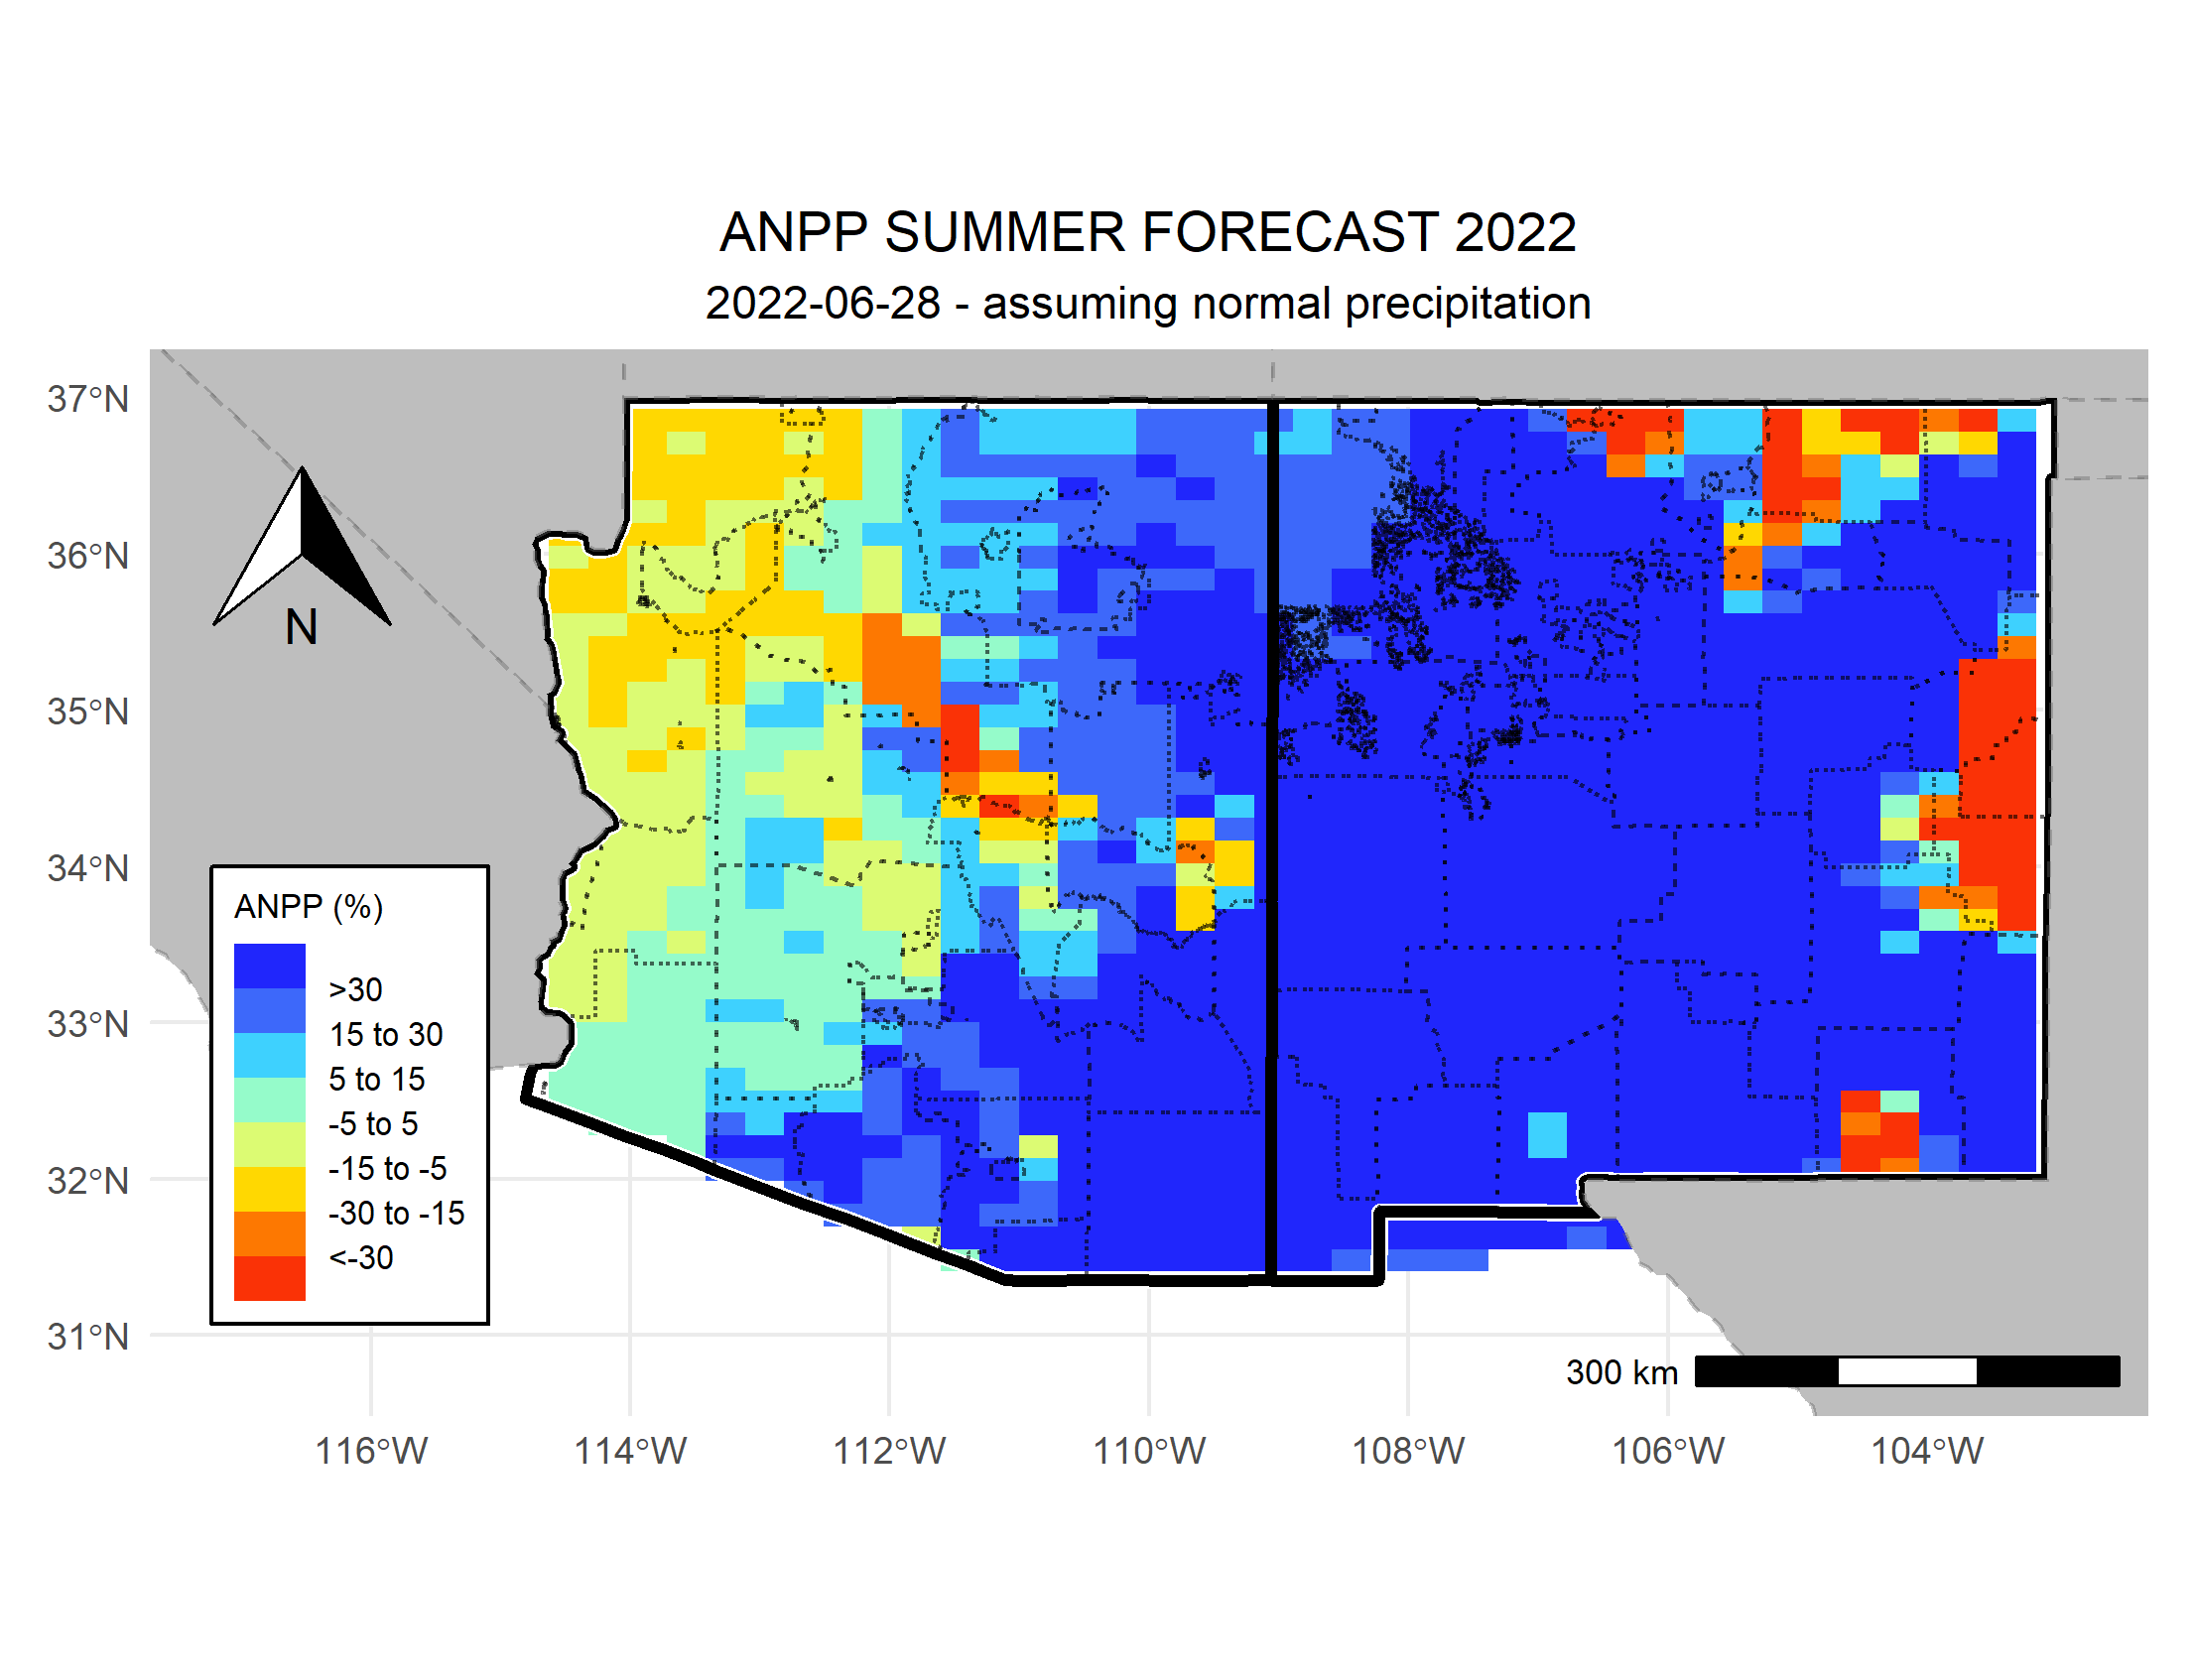 ANPP SUMMER FORECAST 2022
2022-06-28 - assuming normal precipitation
37°N
36°N
35°N
34°N
33°N
32°N
31°N
N
ANPP (%)
>30
15 to 30
5 to 15
-5 to 5
-15 to -5
-30 to -15
<-30
300 km
116°W
114°W
112°W
110°W
108°W
106°W
104°W